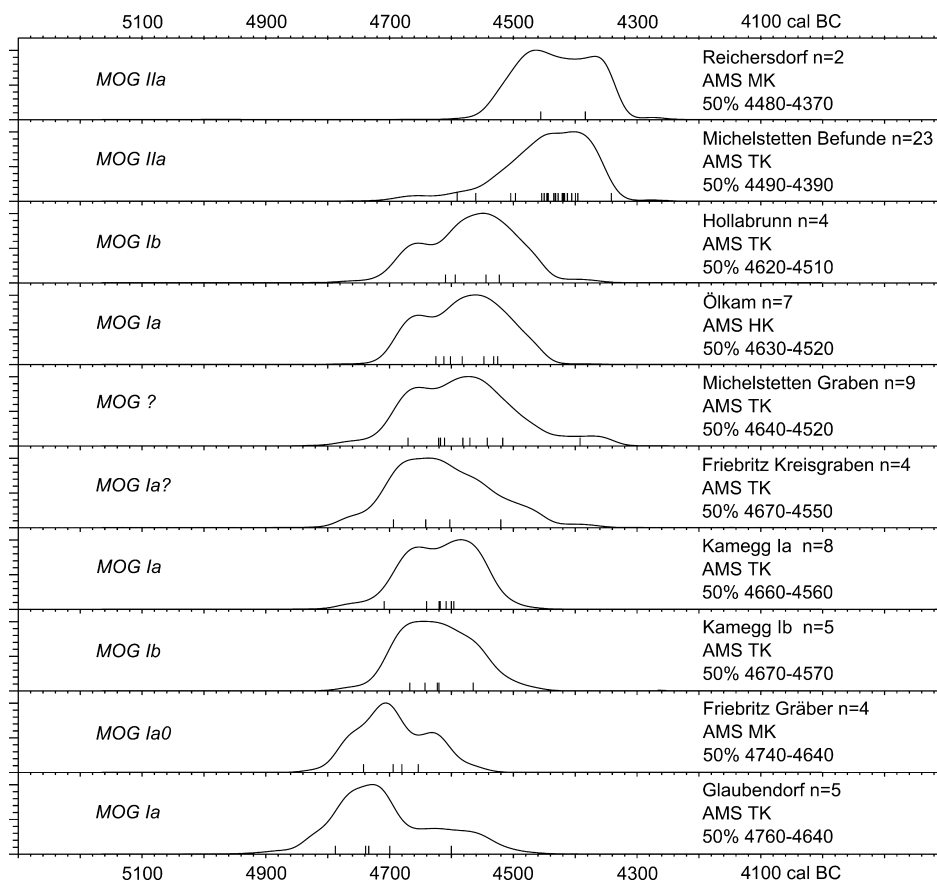 5100 4900 4700 4500 4300 4100 cal BC
MOG IIa
Reichersdorf n=2
AMS MK
50% 4480-4370
MOG IIa
Michelstetten Befunde n=23
AMS TK
50% 4490-4390
MOG Ib
Hollabrunn n=4
AMS TK
50% 4620-4510
MOG Ia
Ölkam n=7
AMS HK
50% 4630-4520
MOG ?
Michelstetten Graben n=9
AMS TK
50% 4640-4520
MOG Ia?
Friebritz Kreisgraben n=4
AMS TK
50% 4670-4550
MOG Ia
Kamegg Ia n=8
AMS TK
50% 4660-4560
MOG Ib
Kamegg Ib n=5
AMS TK
50% 4670-4570
MOG Ia0
Friebritz Gräber n=4
AMS MK
50% 4740-4640
MOG Ia
Glaubendorf n=5
AMS TK
50% 4760-4640
5100 4900 4700 4500 4300 4100 cal BC